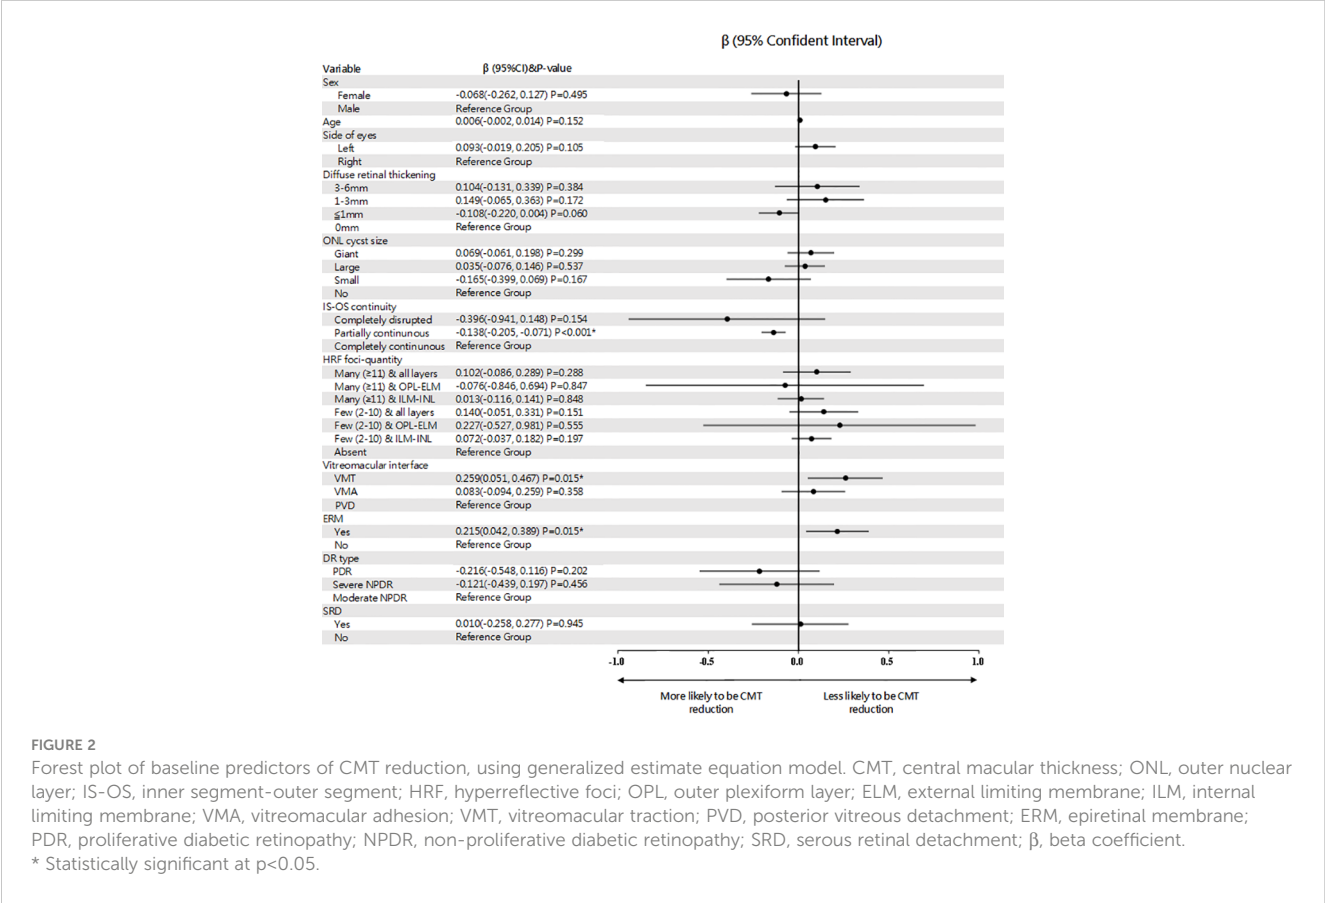 β (95% Confident Interval)
Variable β (95%CI)&P-value
Sex
Female -0.068(-0.262, 0.127) P=0.495
Male Reference Group
Age 0.006(-0.002, 0.014) P=0.152
Side of eyes
Left 0.093(-0.019, 0.205) P=0.105
Right Reference Group
Diffuse retinal thickening
3-6mm 0.104(-0.131, 0.339) P=0.384
1-3mm 0.149(-0.065, 0.363) P=0.172
≦1mm -0.108(-0.220, 0.004) P=0.060
0mm Reference Group
ONL cycst size
Giant 0.069(-0.061, 0.198) P=0.299
Large 0.035(-0.076, 0.146) P=0.537
Small -0.165(-0.399, 0.069) P=0.167
No Reference Group
IS-OS continuity
Completely disrupted -0.396(-0.941, 0.148) P=0.154
Partially continunous -0.138(-0.205, -0.071) P<0.001*
Completely continunous Reference Group
HRF foci-quantity
Many (≥11) & all layers 0.102(-0.086, 0.289) P=0.288
Many (≥11) & OPL-ELM -0.076(-0.846, 0.694) P=0.847
Many (≥11) & ILM-INL 0.013(-0.116, 0.141) P=0.848
Few (2-10) & all layers 0.140(-0.051, 0.331) P=0.151
Few (2-10) & OPL-ELM 0.227(-0.527, 0.981) P=0.555
Few (2-10) & ILM-INL 0.072(-0.037, 0.182) P=0.197
Absent Reference Group
Vitreomacular interface
VMT 0.259(0.051, 0.467) P=0.015*
VMA 0.083(-0.094, 0.259) P=0.358
PVD Reference Group
ERM
Yes 0.215(0.042, 0.389) P=0.015*
No Reference Group
DR type
PDR -0.216(-0.548, 0.116) P=0.202
Severe NPDR -0.121(-0.439, 0.197) P=0.456
Moderate NPDR Reference Group
SRD
Yes 0.010(-0.258, 0.277) P=0.945
No Reference Group
-1.0 -0.5 0.0 0.5 1.0
More likely to be CMT reduction
Less likely to be CMT reduction
FIGURE 2
Forest plot of baseline predictors of CMT reduction, using generalized estimate equation model. CMT, central macular thickness; ONL, outer nuclear
layer; IS-OS, inner segment-outer segment; HRF, hyperreflective foci; OPL, outer plexiform layer; ELM, external limiting membrane; ILM, internal
limiting membrane; VMA, vitreomacular adhesion; VMT, vitreomacular traction; PVD, posterior vitreous detachment; ERM, epiretinal membrane;
PDR, proliferative diabetic retinopathy; NPDR, non-proliferative diabetic retinopathy; SRD, serous retinal detachment; β, beta coefficient.
* Statistically significant at p<0.05.